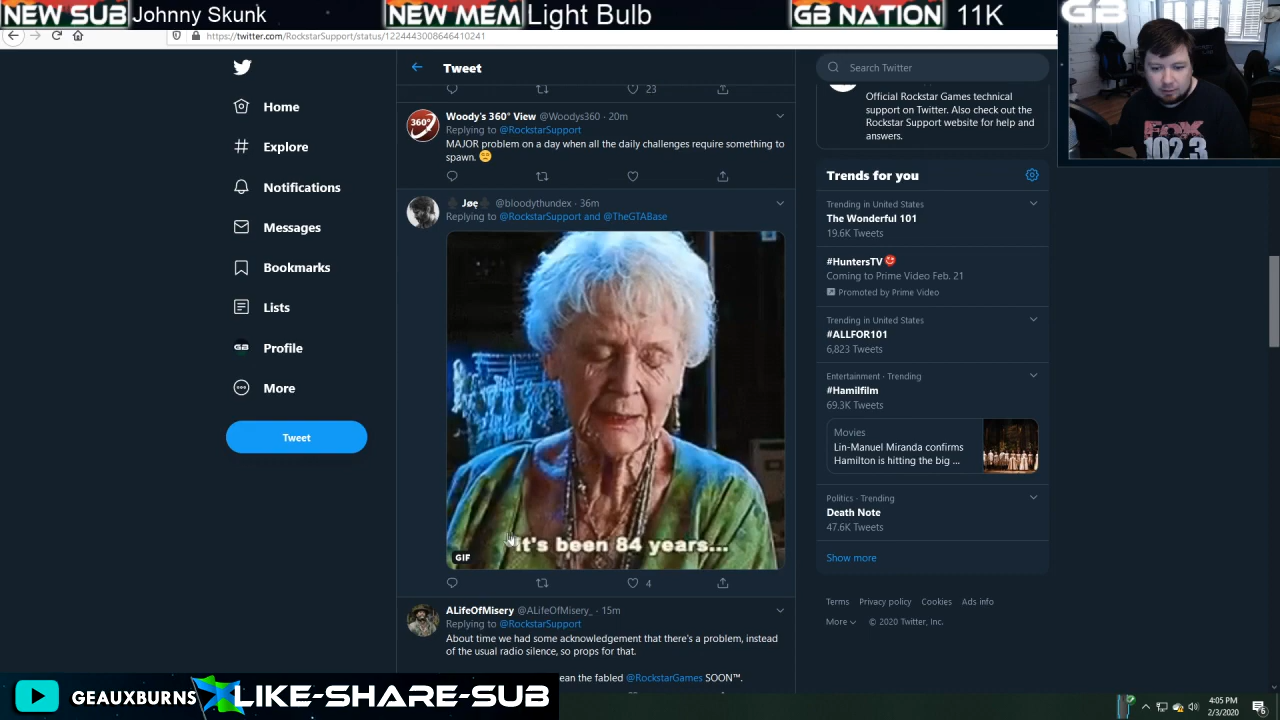 NEW SUB Johnny Skunk NEW MEM Light Bulb GB NATION 11K GB
https://twitter.com/RockstarSupport/status/1224443008646410241
Tweet
Search Twitter
23
Home
Explore
Notifications
Messages
Bookmarks
Lists
GB Profile
More
Tweet
Woody's 360° View @Woodys360 · 20m
Replying to @RockstarSupport
MAJOR problem on a day when all the daily challenges require something to
spawn.
360°
Jøę @bloodythundex · 36m
Replying to @RockstarSupport and @TheGTABase
It's been 84 years...
GIF
4
ALifeOfMisery @ALifeOfMisery_ · 15m
Replying to @RockstarSupport
About time we had some acknowledgement that there's a problem, instead
of the usual radio silence, so props for that.
ean the fabled @RockstarGames SOON™.
Official Rockstar Games technical
support on Twitter. Also check out the
Rockstar Support website for help and
answers.
Trends for you
Trending in United States
The Wonderful 101
19.6K Tweets
#HuntersTV
Coming to Prime Video Feb. 21
Promoted by Prime Video
Trending in United States
#ALLFOR101
6,823 Tweets
Entertainment · Trending
#Hamilfilm
69.3K Tweets
Movies
Lin-Manuel Miranda confirms
Hamilton is hitting the big ...
Politics · Trending
Death Note
47.6K Tweets
Show more
Terms Privacy policy Cookies Ads info
More © 2020 Twitter, Inc.
FOX
102.3
GEAUXBURNS LIKE-SHARE-SUB
4:05 PM
2/3/2020
6